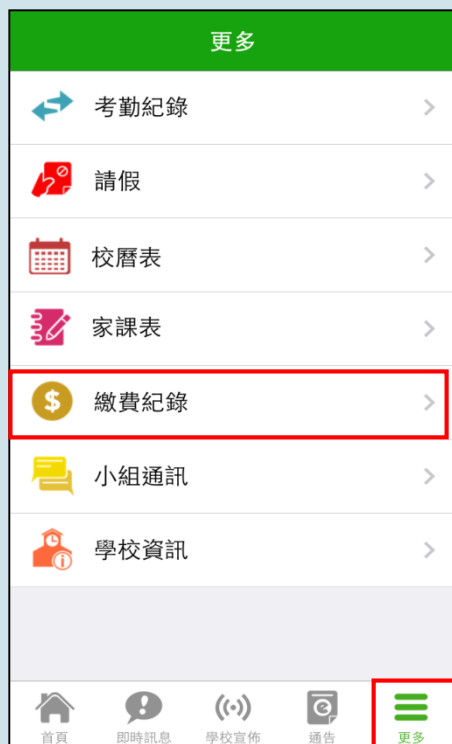 更多
考勤紀錄
請假
校曆表
家課表
繳費紀錄
小組通訊
學校資訊
首頁
即時訊息
學校宣佈
通告
更多